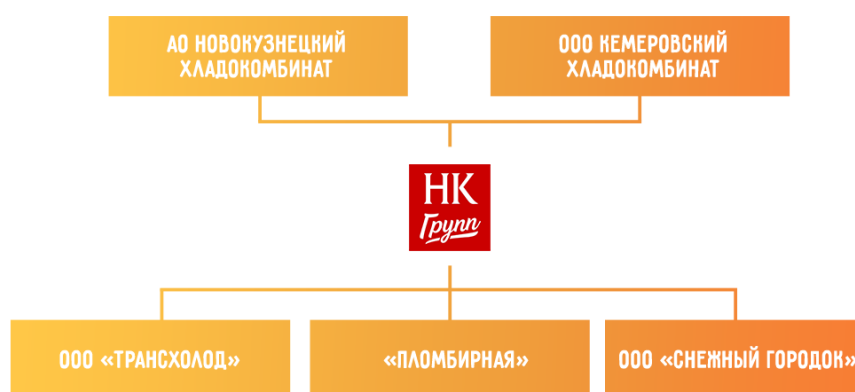 АО НОВОКУЗНЕЦКИЙ
ХЛАДОКОМБИНАТ
ООО КЕМЕРОВСКИЙ
ХЛАДОКОМБИНАТ
НК
Групп
ООО «ТРАНСХОЛОД»
«ПЛОМБИРНАЯ»
ООО «СНЕЖНЫЙ ГОРОДОК»